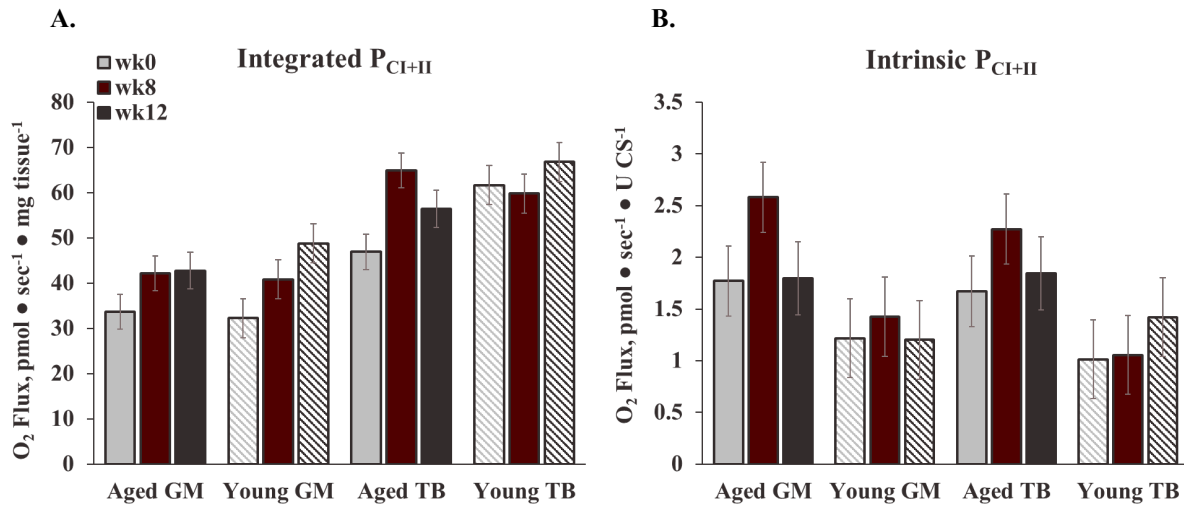 A.
Integrated P_CI+II
wk0
wk8
wk12
O₂ Flux, pmol ● sec⁻¹ ● mg tissue⁻¹
80
70
60
50
40
30
20
10
0
Aged GM Young GM Aged TB Young TB
B.
Intrinsic P_CI+II
O₂ Flux, pmol ● sec⁻¹ ● U CS⁻¹
3.5
3
2.5
2
1.5
1
0.5
0
Aged GM Young GM Aged TB Young TB